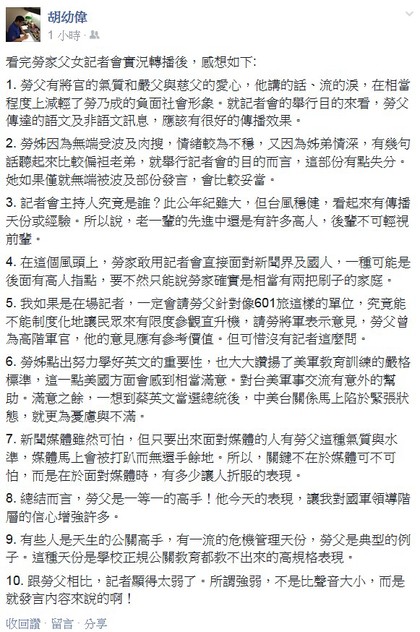 胡幼偉
1 小時 ·
看完勞家父女記者會實況轉播後，感想如下:
1. 勞父有將官的氣質和嚴父與慈父的愛心，他講的話、流的淚，在相當
程度上減輕了勞乃成的負面社會形象。就記者會的舉行目的來看，勞父
傳達的語文及非語文訊息，應該有很好的傳播效果。
2. 勞姊因為無端受波及肉搜，情緒較為不穩，又因為姊弟情深，有幾句
話聽起來比較偏袒老弟，就舉行記者會的目的而言，這部份有點失分。
她如果僅就無端被波及部份發言，會比較妥當。
3. 記者會主持人究竟是誰？此公年紀雖大，但台風穩健，看起來有傳播
天份或經驗。所以說，老一輩的先進中還是有許多高人，後輩不可輕視
前輩。
4. 在這個風頭上，勞家敢用記者會直接面對新聞界及國人，一種可能是
後面有高人指點，要不然只能說勞家確實是相當有兩把刷子的家庭。
5. 我如果是在場記者，一定會請勞父針對像601旅這樣的單位，究竟能
不能制度化地讓民眾來有限度參觀直升機，請勞將軍表示意見，勞父曾
為高階軍官，他的意見應有參考價值。但可惜沒有記者這麼問。
6. 勞姊點出努力學好英文的重要性，也大大讚揚了美軍教育訓練的嚴格
標準，這一點美國方面會感到相當滿意。對台美軍事交流有意外的幫
助。滿意之餘，一想到蔡英文當選總統後，中美台關係馬上陷於緊張狀
態，就更為憂慮與不滿。
7. 新聞媒體雖然可怕，但只要出來面對媒體的人有勞父這種氣質與水
準，媒體馬上會被打趴而無還手餘地。所以，關鍵不在於媒體可不可
怕，而是在於面對媒體時，有多少讓人折服的表現。
8. 總結而言，勞父是一等一的高手！他今天的表現，讓我對國軍領導階
層的信心增強許多。
9. 有些人是天生的公關高手，有一流的危機管理天份，勞父是典型的例
子。這種天份是學校正規公關教育都教不出來的高規格表現。
10. 跟勞父相比，記者顯得太弱了。所謂強弱，不是比聲音大小，而是
就發言內容來說的啊！
收回讚 · 留言 · 分享